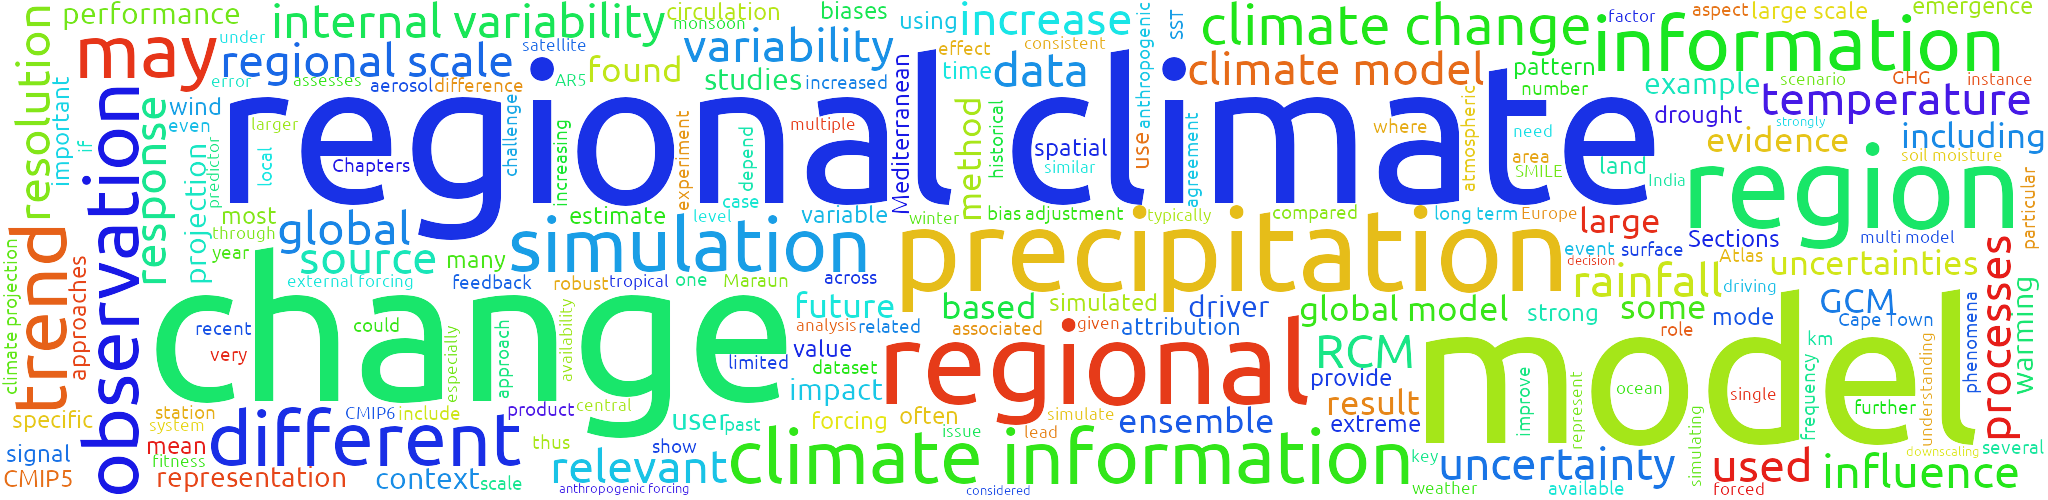 performance
internal variability
circulation
monsoon
biases
using
increase
anthropogenic
SST
climate change
factor
aspect
large scale
emergence
information
resolution
may
under
regional scale
satellite
variability
effect
consistent
found
studies
increased
time
data
climate model
pattern
number
example
scenario
GHG
instance
important
error
assesses
aerosol
difference
AR5
Mediterranean
temperature
drought
strongly
evidence
including
wind
even
if
response
observation
larger
local
predictor
projection
Chapters
regional climate
challenge
increasing
experiment
multiple
depend
case
method
historical
spatial
similar
use
agreement
where
atmospheric
need
area
SMILE
land
India
soil moisture
region
particular
most
through
year
global
source
estimate
level
variable
winter
bias adjustment
typically
compared
long term
Europe
large
event
surface
decision
Sections
multi model
Atlas
uncertainties
trend
approaches
climate projection
simulation
many
external forcing
feedback
robust
tropical
one
Maraun
across
precipitation
rainfall
driving
processes
warming
change
future
based
simulated
driver
global model
strong
some
GCM
mode
Cape Town
phenomena
recent
could
very
especially
approach
availability
limited
analysis
related
associated
given
attribution
value
dataset
impact
regional
RCM
provide
role
km
model
ocean
single
understanding
frequency
further
specific
station
system
CMIP6
include
product
central
user
past
forcing
often
issue
simulate
lead
ensemble
result
extreme
improve
represent
simulating
signal
mean
fitness
different
thus
show
relevant
climate information
key
uncertainty
used
influence
several
downscaling
CMIP5
representation
context
scale
anthropogenic forcing
considered
weather
available
forced